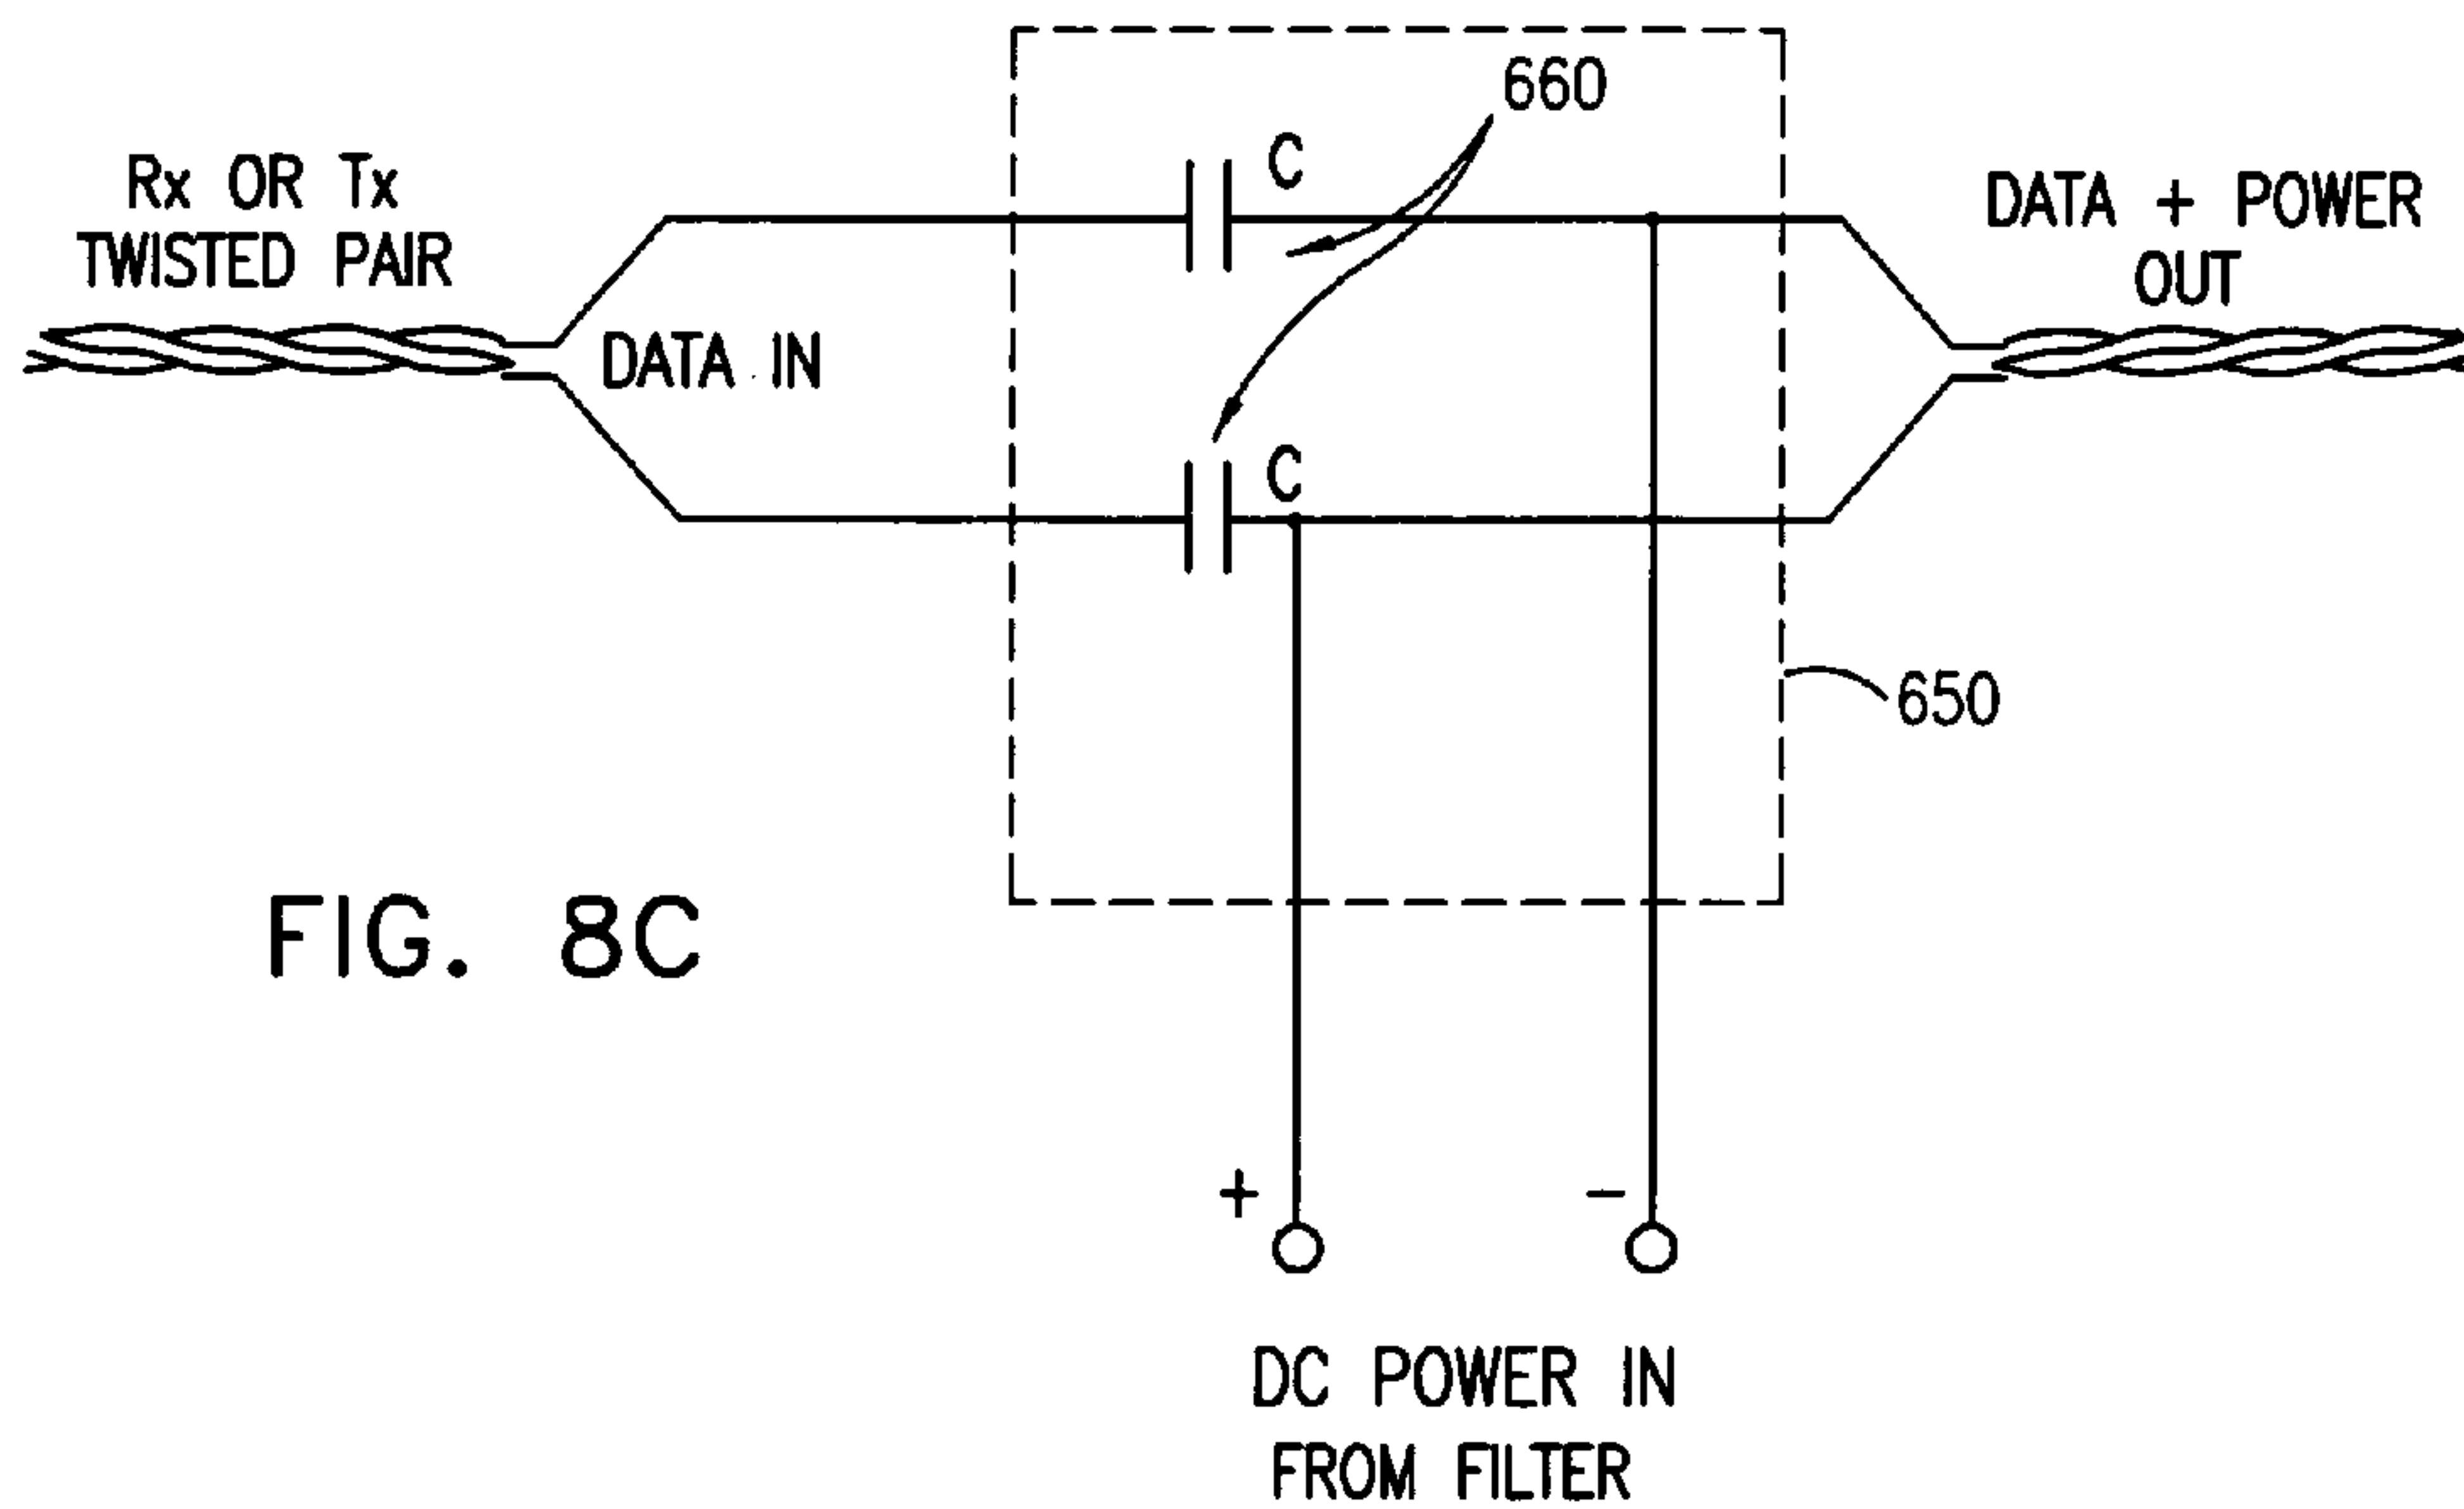 660
C
Rx OR Tx
TWISTED PAIR
DATA + POWER
OUT
DATA IN
C
650
FIG. 8C
+
−
DC POWER IN
FROM FILTER